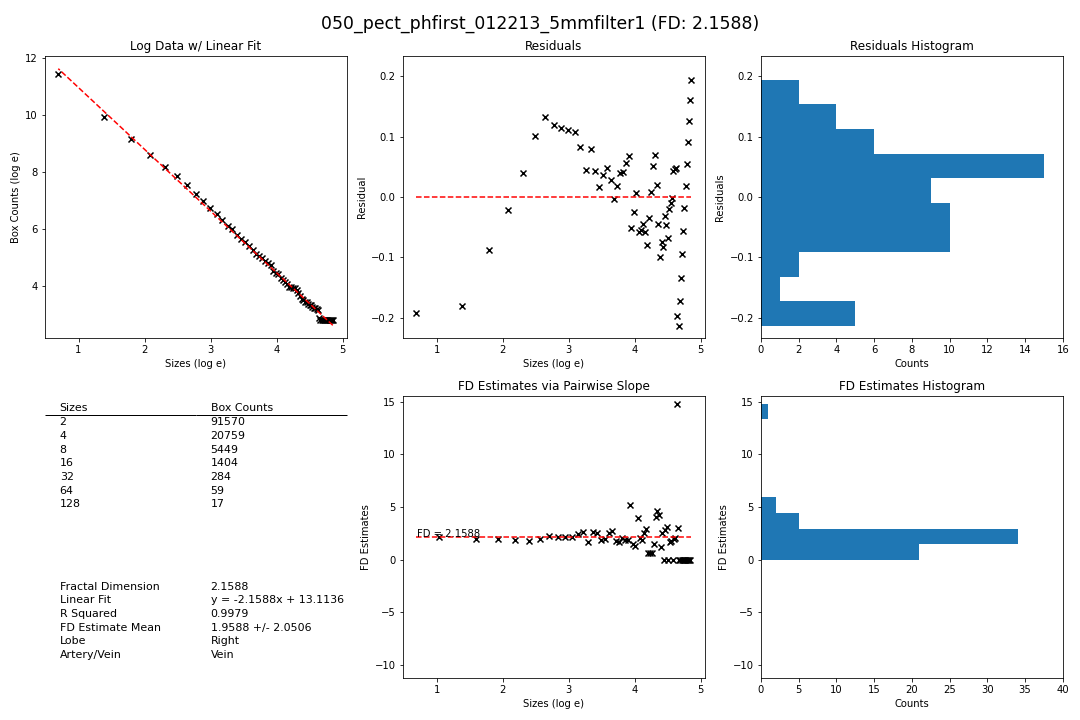 050_pect_phfirst_012213_5mmfilter1 (FD: 2.1588)
Log Data w/ Linear Fit
Box Counts (log e)
12
10
8
6
4
1 2 3 4 5
Sizes (log e)
Residuals
Residual
0.2
0.1
0.0
−0.1
−0.2
1 2 3 4 5
Sizes (log e)
Residuals Histogram
Residuals
0.2
0.1
0.0
−0.1
−0.2
0 2 4 6 8 10 12 14 16
Counts
Sizes Box Counts
2 91570
4 20759
8 5449
16 1404
32 284
64 59
128 17
Fractal Dimension 2.1588
Linear Fit y = -2.1588x + 13.1136
R Squared 0.9979
FD Estimate Mean 1.9588 +/- 2.0506
Lobe Right
Artery/Vein Vein
FD Estimates via Pairwise Slope
FD Estimates
15
10
5
0
−5
−10
FD = 2.1588
1 2 3 4 5
Sizes (log e)
FD Estimates Histogram
FD Estimates
15
10
5
0
−5
−10
0 5 10 15 20 25 30 35 40
Counts